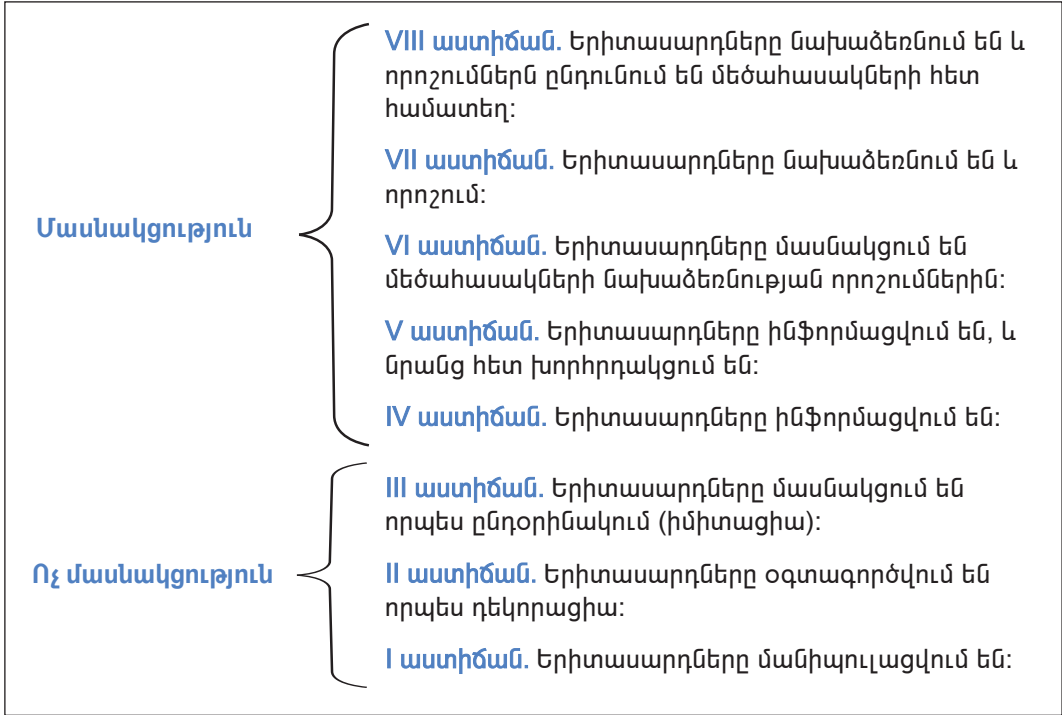 VIII աստիճան. Երիտասարդները նախաձեռնում են և
որոշումներն ընդունում են մեծահասակների հետ
համատեղ:
VII աստիճան. Երիտասարդները նախաձեռնում են և
որոշում:
Մասնակցություն
VI աստիճան. Երիտասարդները մասնակցում են
մեծահասակների նախաձեռնության որոշումներին:
V աստիճան. Երիտասարդները ինֆորմացվում են, և
նրանց հետ խորհրդակցում են:
IV աստիճան. Երիտասարդները ինֆորմացվում են:
III աստիճան. Երիտասարդները մասնակցում են
որպես ընդօրինակում (իմիտացիա):
Ոչ մասնակցություն
II աստիճան. Երիտասարդները օգտագործվում են
որպես դեկորացիա:
I աստիճան. Երիտասարդները մանիպուլացվում են: